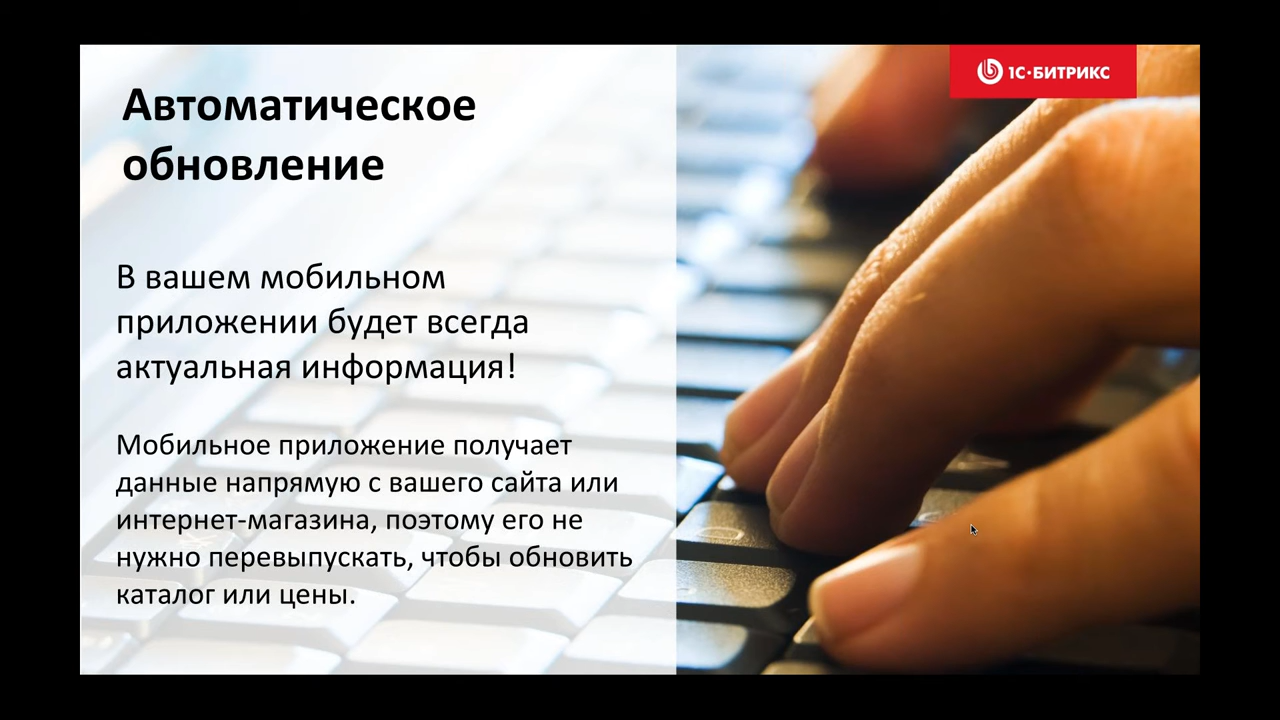 Автоматическое
обновление
1С-БИТРИКС
В вашем мобильном
приложении будет всегда
актуальная информация!
Мобильное приложение получает
данные напрямую с вашего сайта или
интернет-магазина, поэтому его не
нужно перевыпускать, чтобы обновить
каталог или цены.